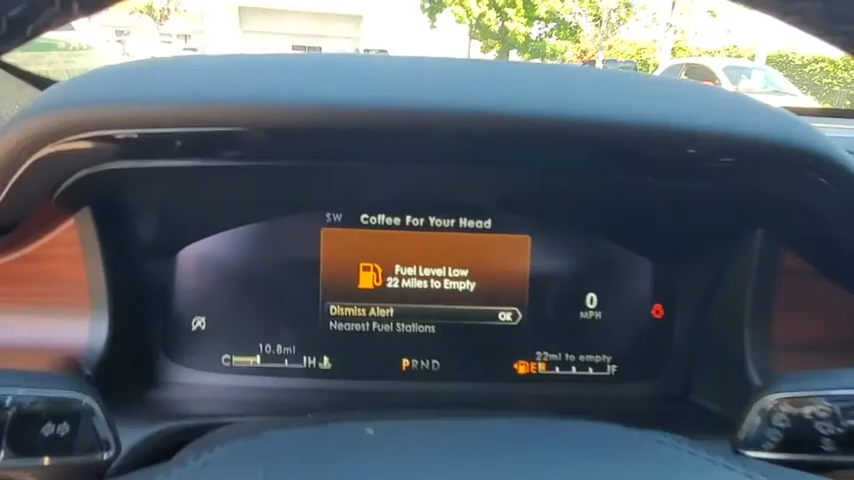 SW Coffee For Your Head
Fuel Level Low
22 Miles to Empty
Dismiss Alert OK
Nearest Fuel Stations
0
MPH
10.8mi
C H
PRND
22mi to empty
E F